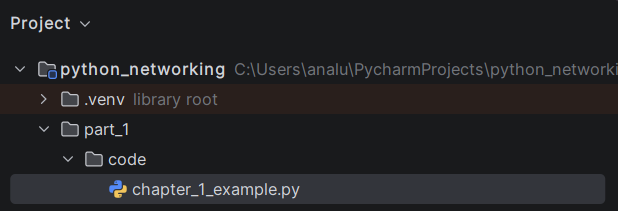 Project
python_networking C:\Users\analu\PycharmProjects\python_networki
.venv library root
part_1
code
chapter_1_example.py